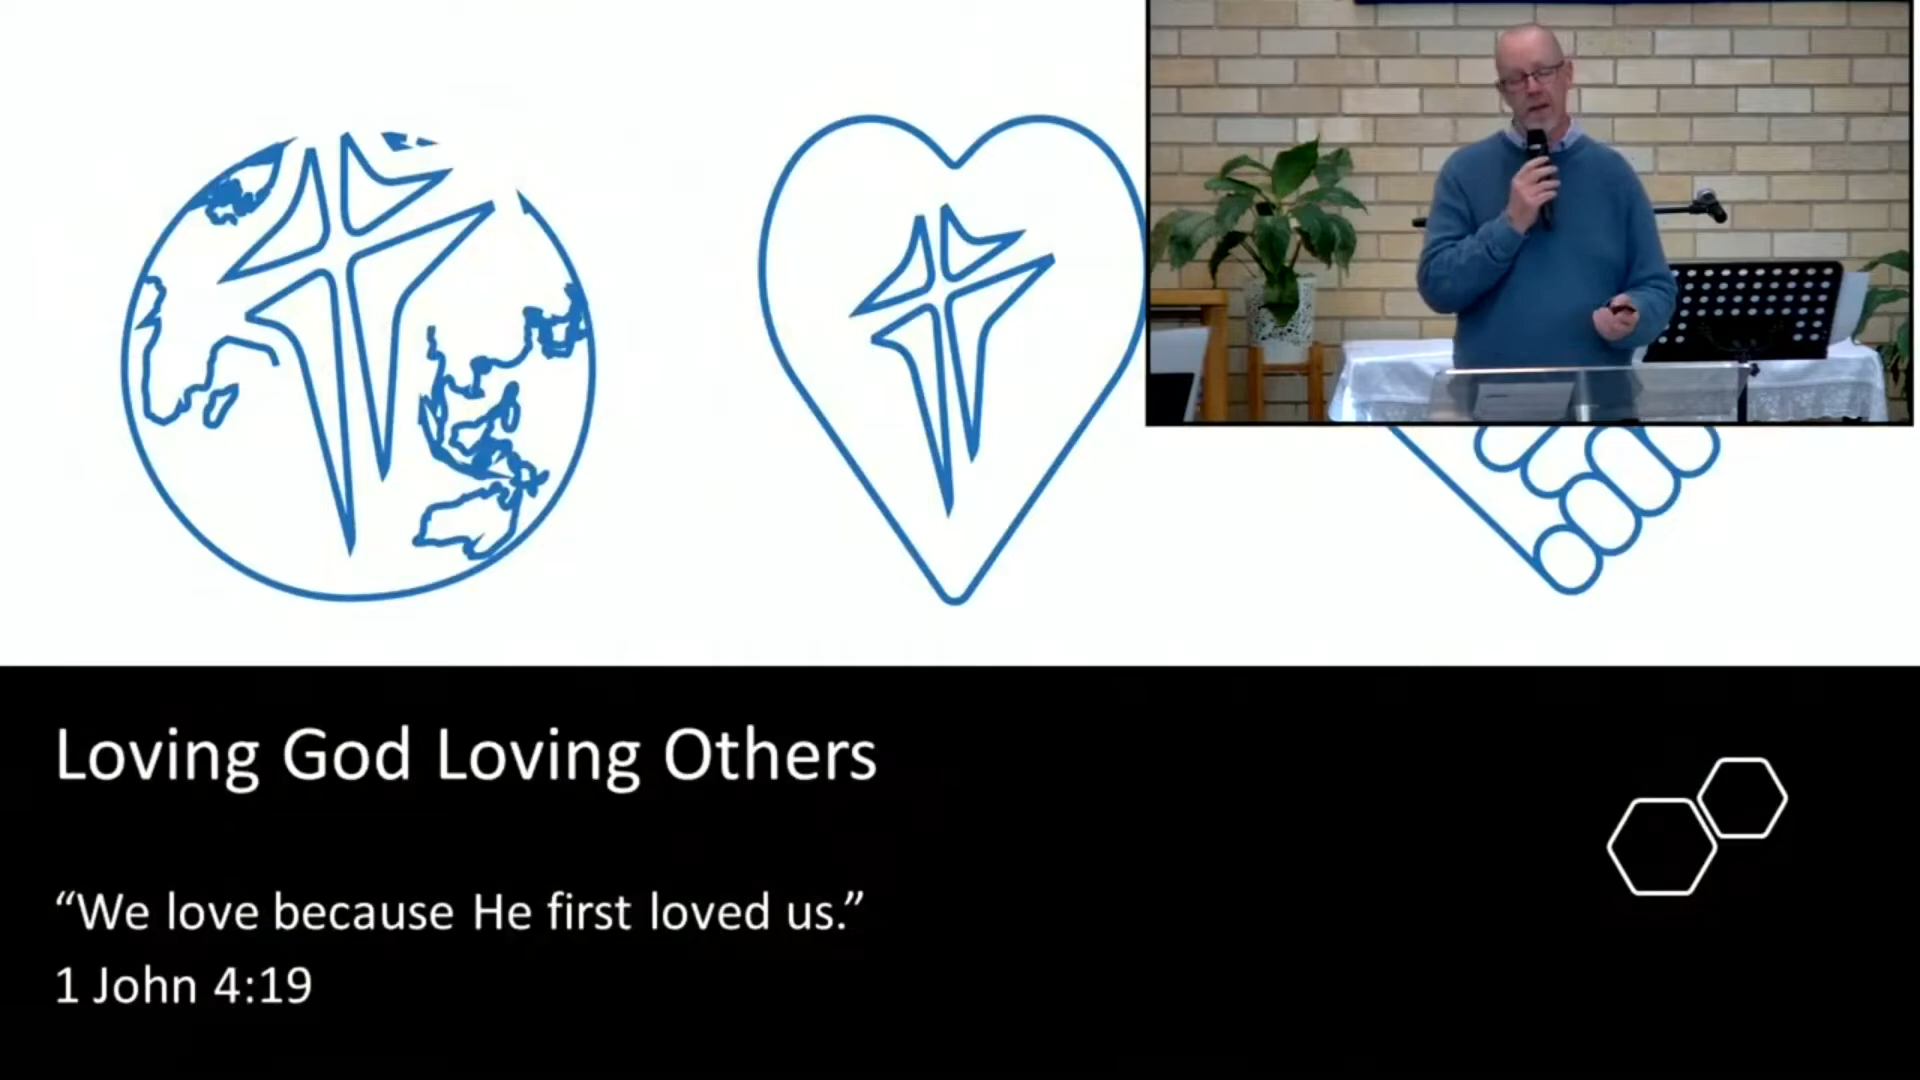 Loving God Loving Others
“We love because He first loved us.”
1 John 4:19